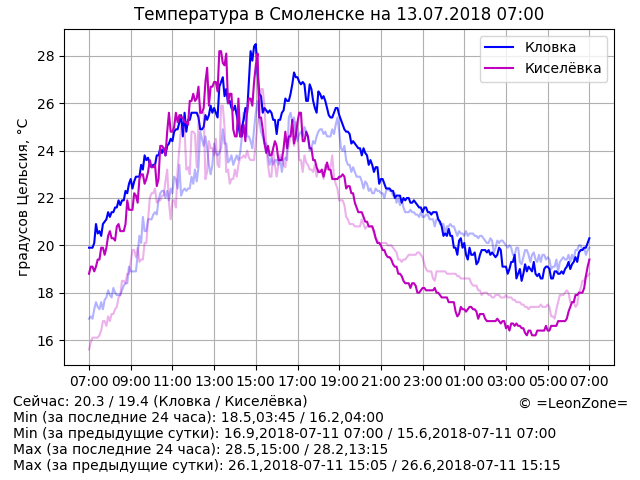 Температура в Смоленске на 13.07.2018 07:00
Кловка
Киселёвка
градусов Цельсия, °C
28
26
24
22
20
18
16
07:00 09:00 11:00 13:00 15:00 17:00 19:00 21:00 23:00 01:00 03:00 05:00 07:00
Сейчас: 20.3 / 19.4 (Кловка / Киселёвка)
© =LeonZone=
Min (за последние 24 часа): 18.5,03:45 / 16.2,04:00
Min (за предыдущие сутки): 16.9,2018-07-11 07:00 / 15.6,2018-07-11 07:00
Max (за последние 24 часа): 28.5,15:00 / 28.2,13:15
Max (за предыдущие сутки): 26.1,2018-07-11 15:05 / 26.6,2018-07-11 15:15